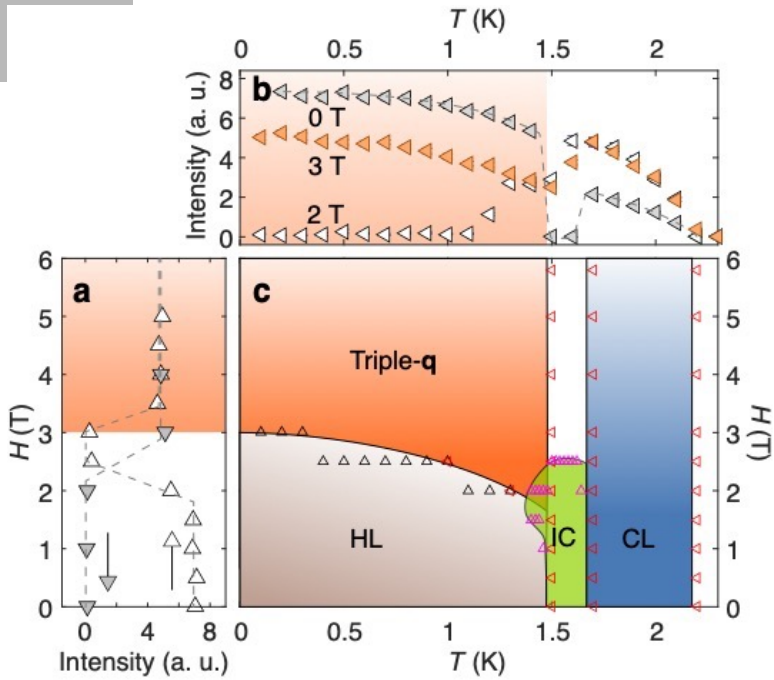 T (K)
0 0.5 1 1.5 2
Intensity (a. u.)
8
6
4
2
0
b
0 T
3 T
2 T
H (T)
6
5
4
3
2
1
0
a
0 4 8
Intensity (a. u.)
c
Triple-q
HL
IC
CL
6
5
4
3
2
1
0
H (T)
0 0.5 1 1.5 2
T (K)